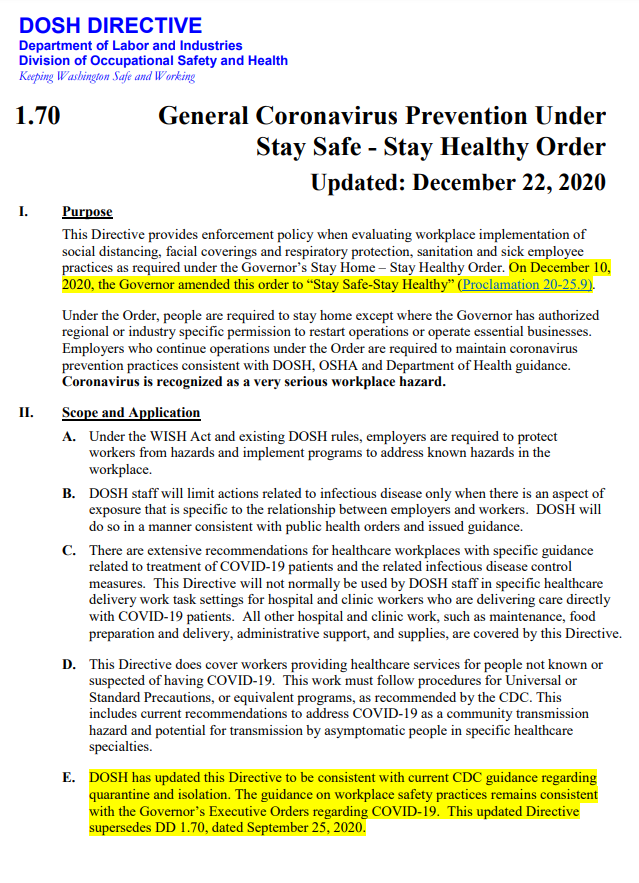 DOSH DIRECTIVE
Department of Labor and Industries
Division of Occupational Safety and Health
Keeping Washington Safe and Working
1.70 General Coronavirus Prevention Under
Stay Safe - Stay Healthy Order
Updated: December 22, 2020
I. Purpose
This Directive provides enforcement policy when evaluating workplace implementation of
social distancing, facial coverings and respiratory protection, sanitation and sick employee
practices as required under the Governor's Stay Home – Stay Healthy Order. On December 10,
2020, the Governor amended this order to “Stay Safe-Stay Healthy” (Proclamation 20-25.9).
Under the Order, people are required to stay home except where the Governor has authorized
regional or industry specific permission to restart operations or operate essential businesses.
Employers who continue operations under the Order are required to maintain coronavirus
prevention practices consistent with DOSH, OSHA and Department of Health guidance.
Coronavirus is recognized as a very serious workplace hazard.
II. Scope and Application
A. Under the WISH Act and existing DOSH rules, employers are required to protect
workers from hazards and implement programs to address known hazards in the
workplace.
B. DOSH staff will limit actions related to infectious disease only when there is an aspect of
exposure that is specific to the relationship between employers and workers. DOSH will
do so in a manner consistent with public health orders and issued guidance.
C. There are extensive recommendations for healthcare workplaces with specific guidance
related to treatment of COVID-19 patients and the related infectious disease control
measures. This Directive will not normally be used by DOSH staff in specific healthcare
delivery work task settings for hospital and clinic workers who are delivering care directly
with COVID-19 patients. All other hospital and clinic work, such as maintenance, food
preparation and delivery, administrative support, and supplies, are covered by this Directive.
D. This Directive does cover workers providing healthcare services for people not known or
suspected of having COVID-19. This work must follow procedures for Universal or
Standard Precautions, or equivalent programs, as recommended by the CDC. This
includes current recommendations to address COVID-19 as a community transmission
hazard and potential for transmission by asymptomatic people in specific healthcare
specialties.
E. DOSH has updated this Directive to be consistent with current CDC guidance regarding
quarantine and isolation. The guidance on workplace safety practices remains consistent
with the Governor's Executive Orders regarding COVID-19. This updated Directive
supersedes DD 1.70, dated September 25, 2020.